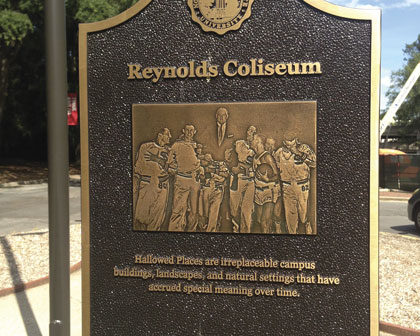 Reynolds Coliseum
Hallowed Places are irreplaceable campus
buildings, landscapes, and natural settings that have
accrued special meaning over time.